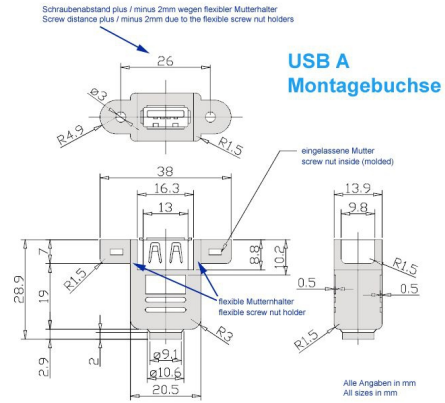 Schraubenabstand plus / minus 2mm wegen flexibler Mutterhalter
Screw distance plus / minus 2mm due to the flexible screw nut holders
USB A
Montagebuchse
26
ø3
R4.9
R1.5
eingelassene Mutter
screw nut inside (molded)
38
16.3
13
13.9
9.8
7
8.8
10.2
R1.5
R1.5
28.9
19
0.5
0.5
flexible Mutternhalter
flexible screw nut holder
R3
R1.5
2.9
2
ø9.1
ø10.6
20.5
Alle Angaben in mm
All sizes in mm